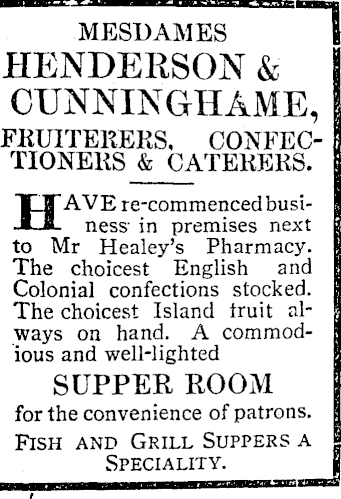 MESDAMES
HENDERSON &
CUNNINGHAME,
FRUITERERS, CONFEC-
TIONERS & CATERERS.
HAVE re-commenced busi-
ness in premises next
to Mr Healey's Pharmacy.
The choicest English and
Colonial confections stocked.
The choicest Island fruit al-
ways on hand. A commod-
ious and well-lighted
SUPPER ROOM
for the convenience of patrons.
FISH AND GRILL SUPPERS A
SPECIALITY.